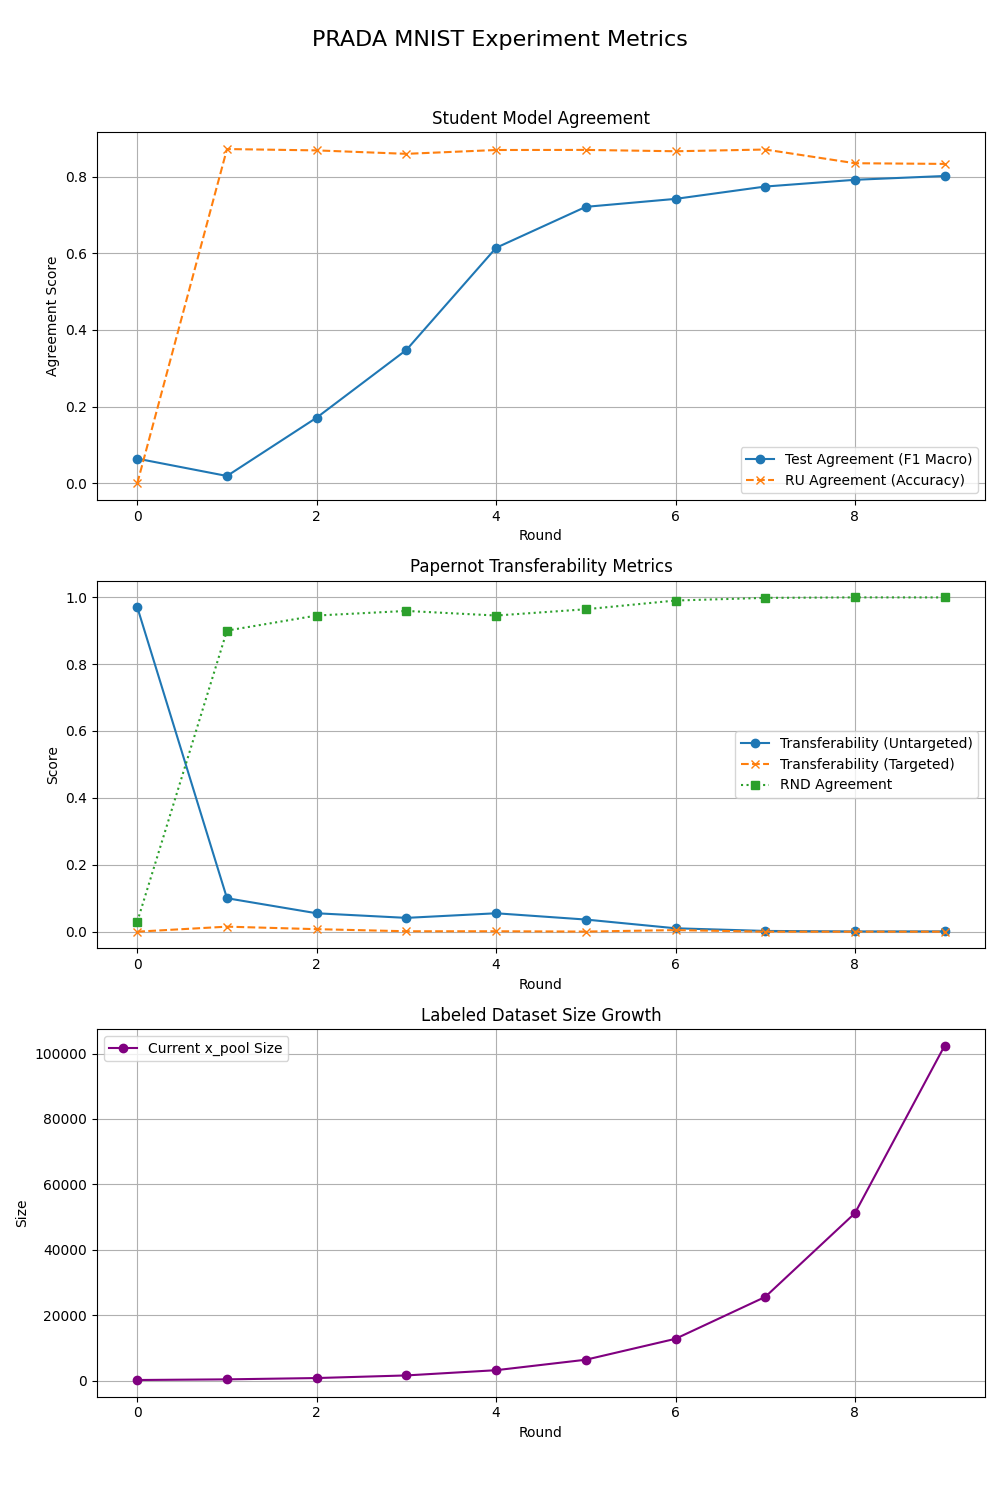 PRADA MNIST Experiment Metrics
Student Model Agreement
Agreement Score
0.8
0.6
0.4
0.2
0.0
Test Agreement (F1 Macro)
RU Agreement (Accuracy)
0 2 4 6 8
Round
Papernot Transferability Metrics
Score
1.0
0.8
0.6
0.4
0.2
0.0
Transferability (Untargeted)
Transferability (Targeted)
RND Agreement
0 2 4 6 8
Round
Labeled Dataset Size Growth
Size
100000
80000
60000
40000
20000
0
Current x_pool Size
0 2 4 6 8
Round